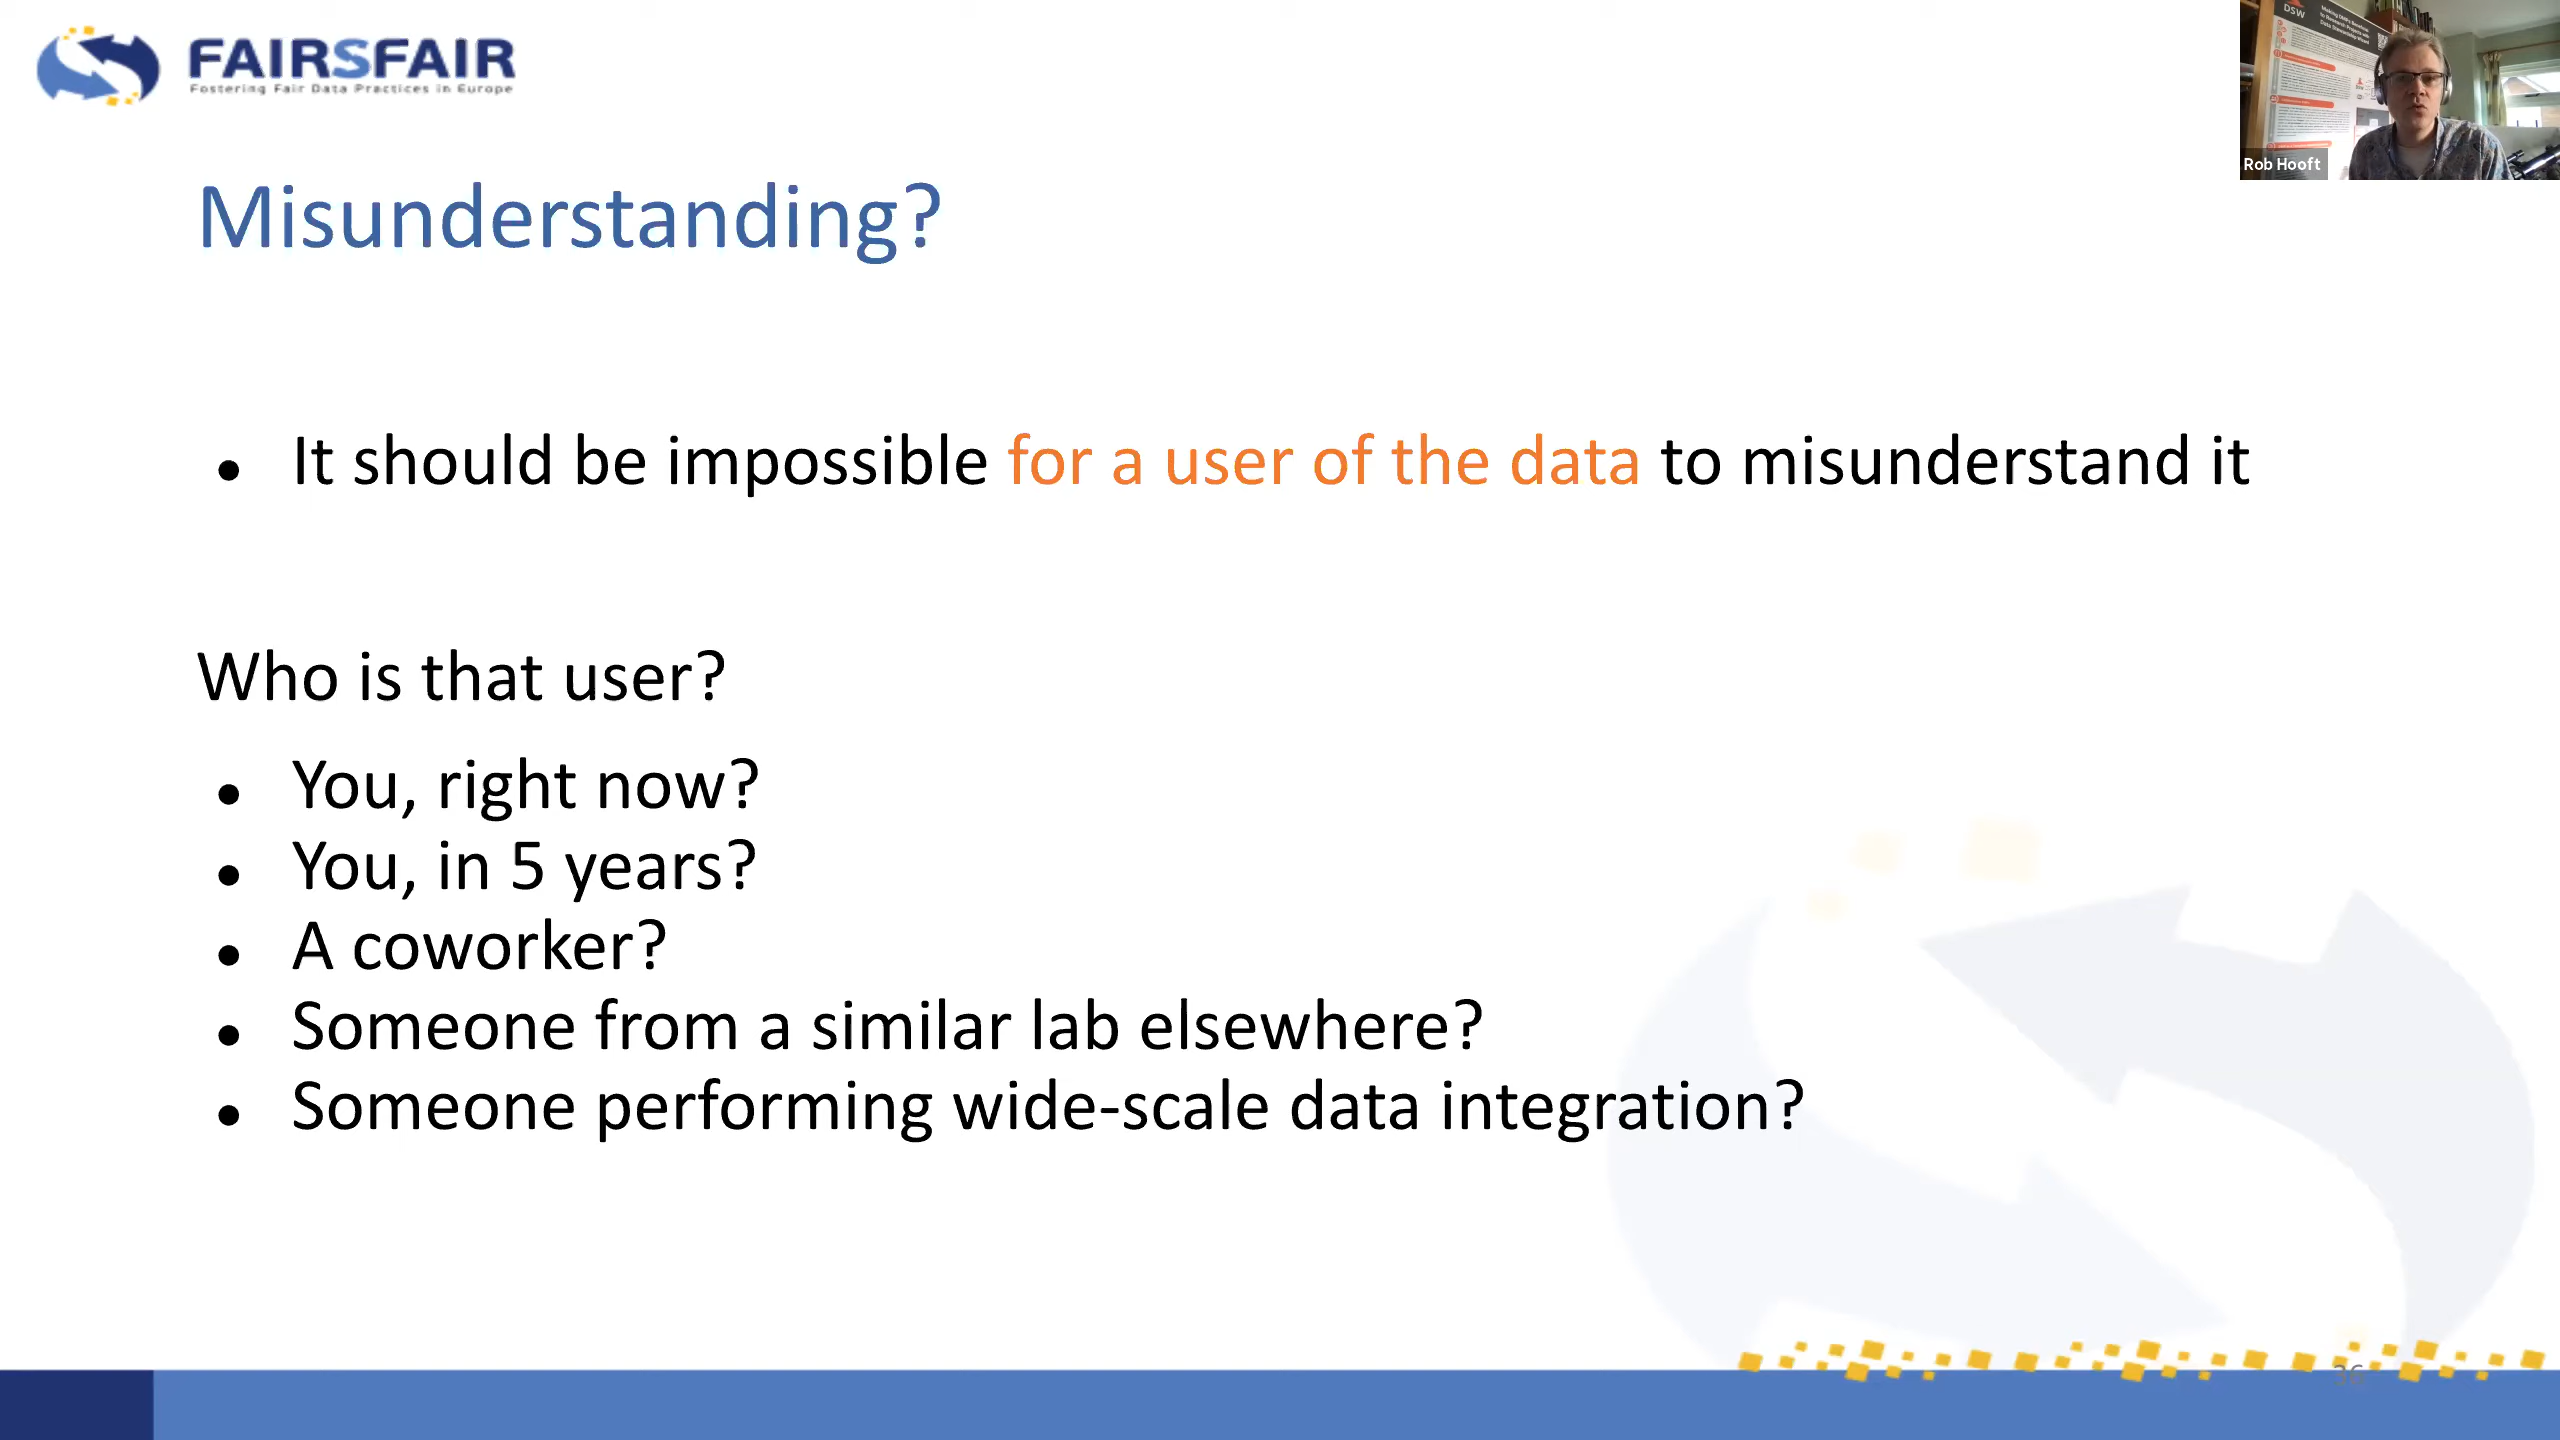 FAIRSFAIR
Fostering Fair Data Practices in Europe
DSW
Rob Hooft
Misunderstanding?
● It should be impossible for a user of the data to misunderstand it
Who is that user?
● You, right now?
● You, in 5 years?
● A coworker?
● Someone from a similar lab elsewhere?
● Someone performing wide-scale data integration?
36